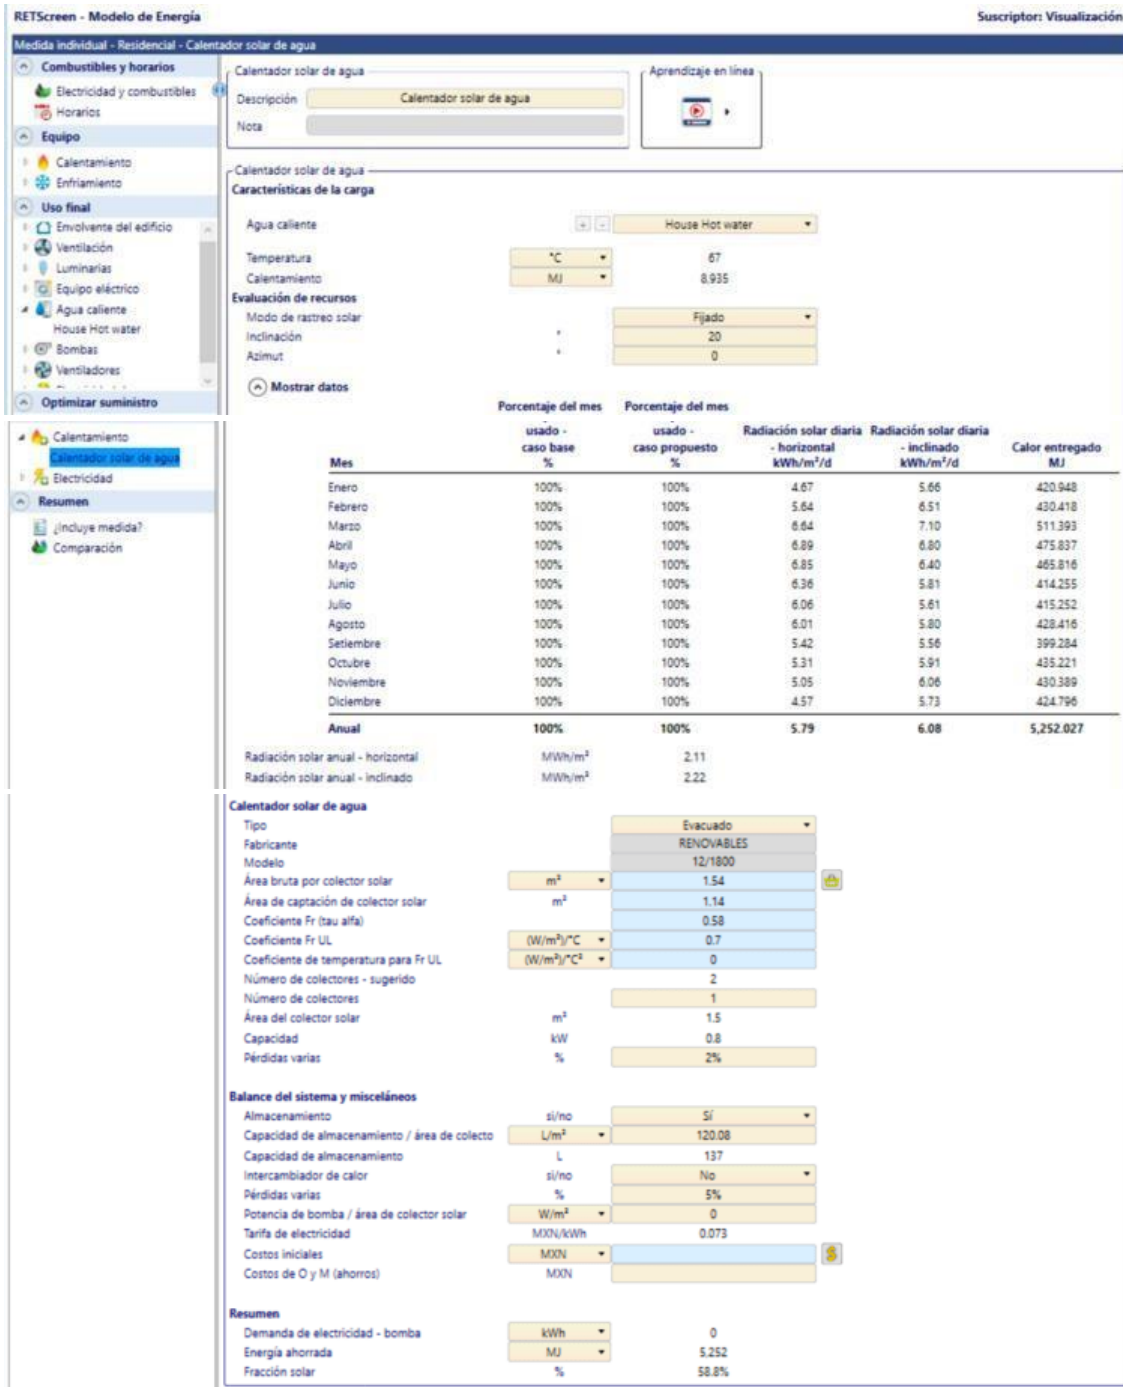 RETScreen - Modelo de Energía
Suscriptor: Visualización
Medida individual - Residencial - Calentador solar de agua
Combustibles y horarios
Electricidad y combustibles
Horarios
Equipo
Calentamiento
Enfriamiento
Uso final
Envolvente del edificio
Ventilación
Luminarias
Equipo eléctrico
Agua caliente
House Hot water
Bombas
Ventiladores
Optimizar suministro
Calentamiento
Calentador solar de agua
Electricidad
Resumen
¿Incluye medida?
Comparación
Calentador solar de agua
Descripción Calentador solar de agua
Nota
Aprendizaje en línea
Calentador solar de agua
Características de la carga
Agua caliente + - House Hot water
Temperatura °C 67
Calentamiento MJ 8,935
Evaluación de recursos
Modo de rastreo solar Fijado
Inclinación ° 20
Azimut ° 0
Mostrar datos
Porcentaje del mes Porcentaje del mes
usado - usado - Radiación solar diaria Radiación solar diaria
caso base caso propuesto - horizontal - inclinado Calor entregado
Mes % % kWh/m²/d kWh/m²/d MJ
Enero 100% 100% 4.67 5.66 420.948
Febrero 100% 100% 5.64 6.51 430.418
Marzo 100% 100% 6.64 7.10 511.393
Abril 100% 100% 6.89 6.80 475.837
Mayo 100% 100% 6.85 6.40 465.816
Junio 100% 100% 6.36 5.81 414.255
Julio 100% 100% 6.06 5.61 415.252
Agosto 100% 100% 6.01 5.80 428.416
Setiembre 100% 100% 5.42 5.56 399.284
Octubre 100% 100% 5.31 5.91 435.221
Noviembre 100% 100% 5.05 6.06 430.389
Diciembre 100% 100% 4.57 5.73 424.796
Anual 100% 100% 5.79 6.08 5,252.027
Radiación solar anual - horizontal MWh/m² 2.11
Radiación solar anual - inclinado MWh/m² 2.22
Calentador solar de agua
Tipo Evacuado
Fabricante RENOVABLES
Modelo 12/1800
Área bruta por colector solar m² 1.54
Área de captación de colector solar m² 1.14
Coeficiente Fr (tau alfa) 0.58
Coeficiente Fr UL (W/m²)/°C 0.7
Coeficiente de temperatura para Fr UL (W/m²)/°C² 0
Número de colectores - sugerido 2
Número de colectores 1
Área del colector solar m² 1.5
Capacidad kW 0.8
Pérdidas varias % 2%
Balance del sistema y misceláneos
Almacenamiento si/no Sí
Capacidad de almacenamiento / área de colecto L/m² 120.08
Capacidad de almacenamiento L 137
Intercambiador de calor si/no No
Pérdidas varias % 5%
Potencia de bomba / área de colector solar W/m² 0
Tarifa de electricidad MXN/kWh 0.073
Costos iniciales MXN $
Costos de O y M (ahorros) MXN
Resumen
Demanda de electricidad - bomba kWh 0
Energía ahorrada MJ 5,252
Fracción solar % 58.8%